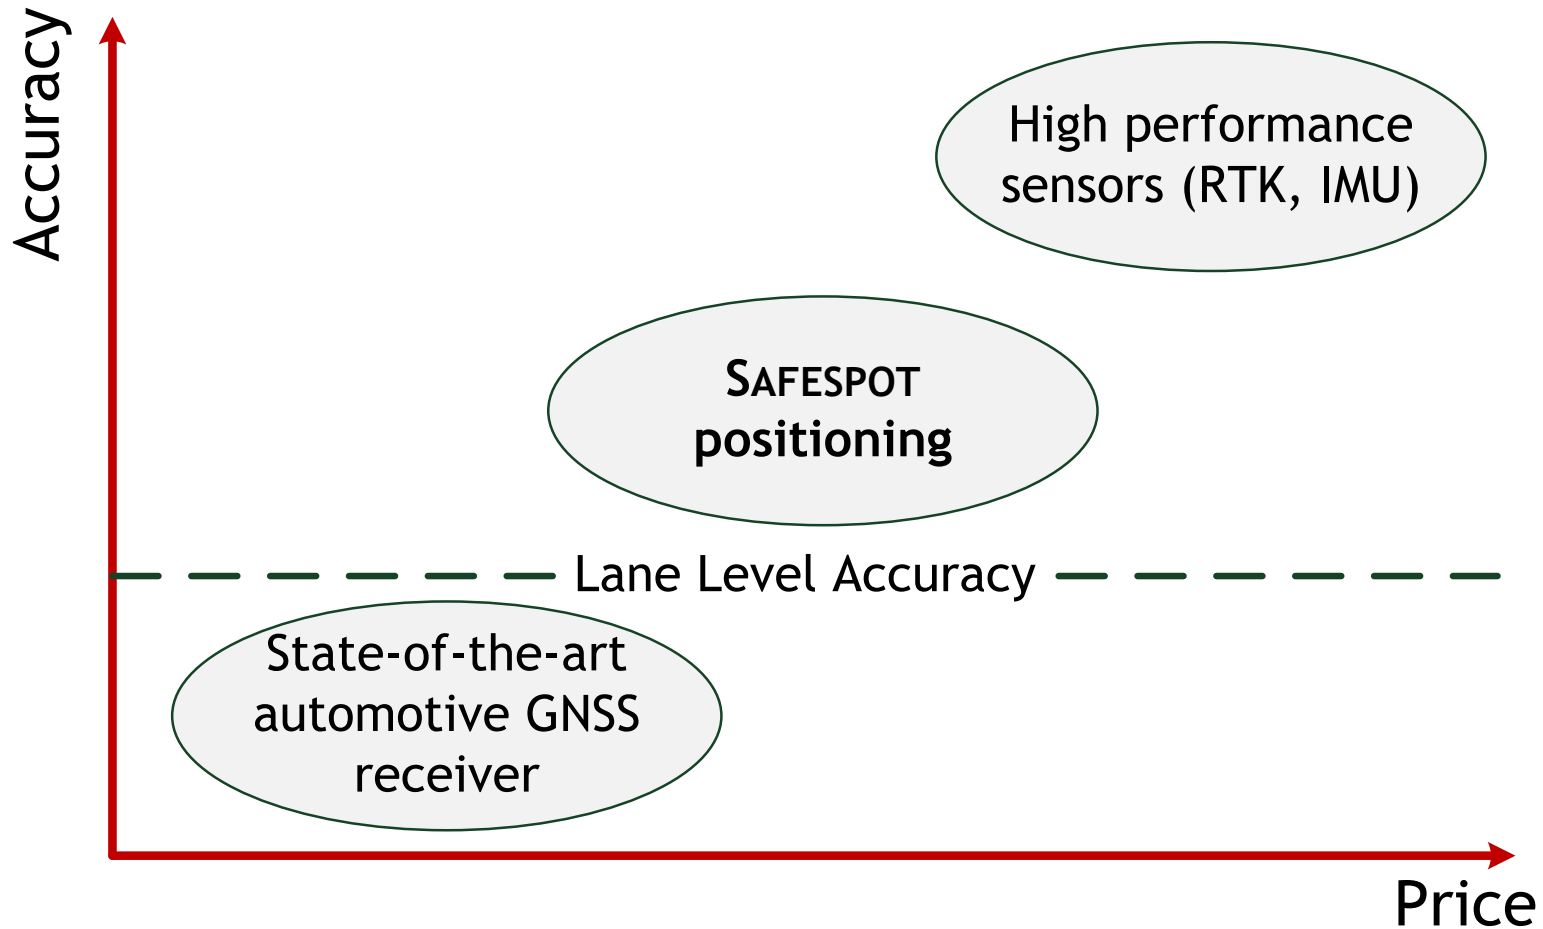 Accuracy
High performance
sensors (RTK, IMU)
SAFESPOT
positioning
Lane Level Accuracy
State-of-the-art
automotive GNSS
receiver
Price